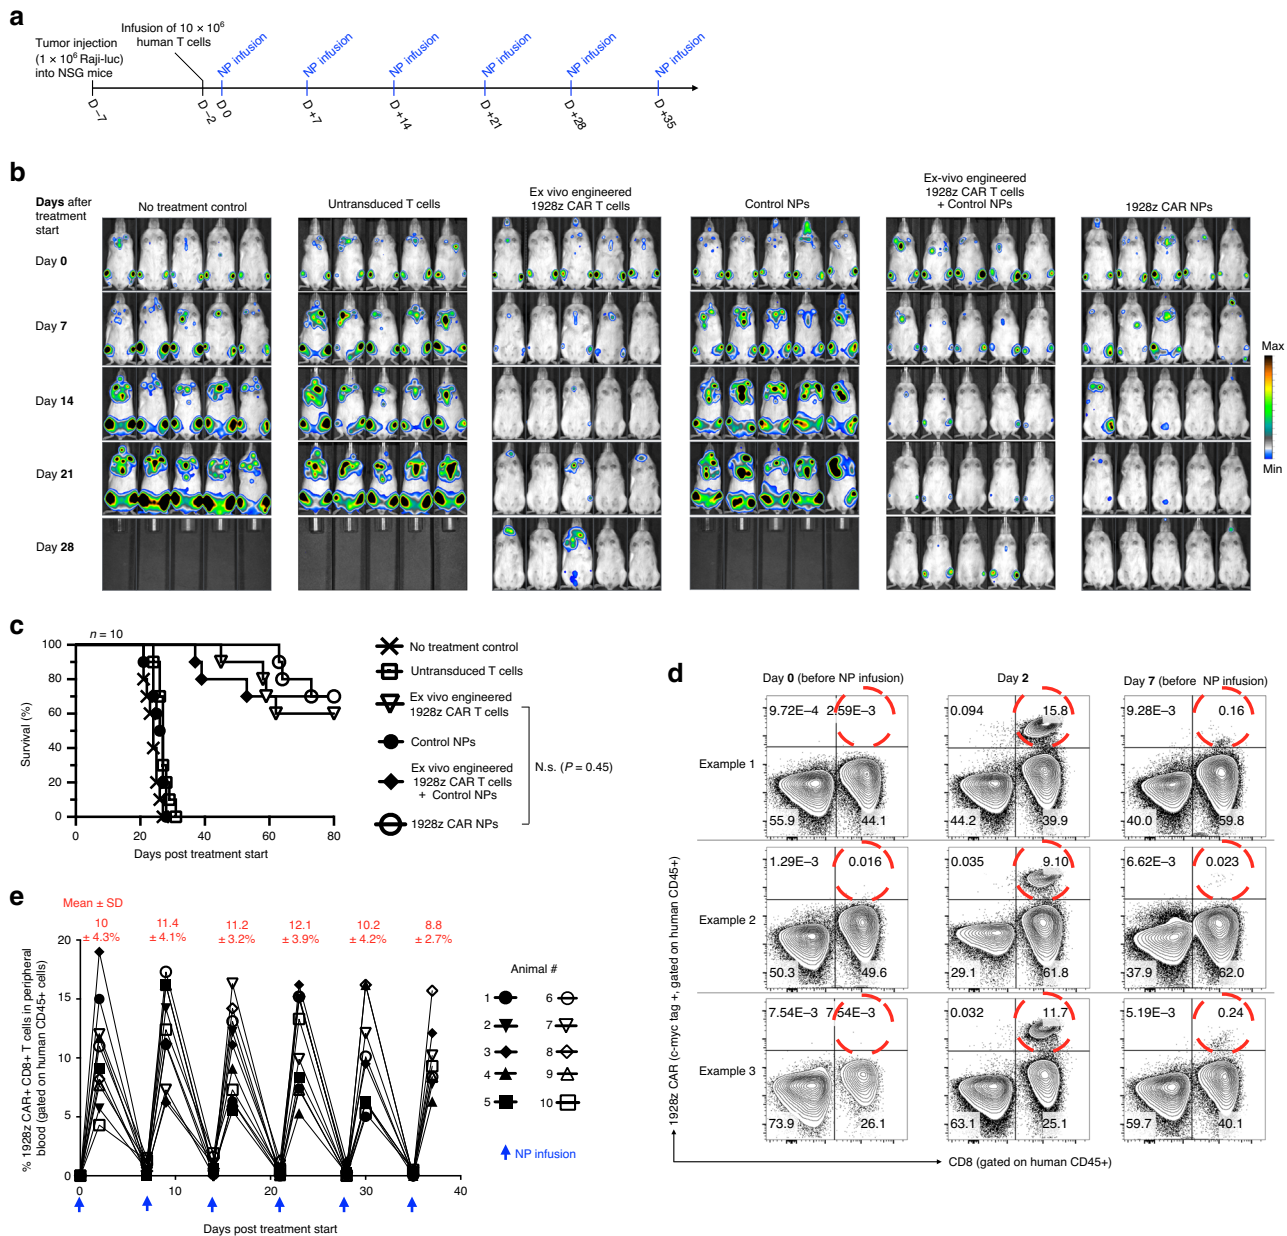 a
Tumor injection
(1 × 10⁶ Raji-luc)
into NSG mice
Infusion of 10 × 10⁶
human T cells
NP infusion
NP infusion
NP infusion
NP infusion
NP infusion
NP infusion
D –7
D –2
D 0
D +7
D +14
D +21
D +28
D +35
b
Days after
treatment
start
No treatment control
Untransduced T cells
Ex vivo engineered
1928z CAR T cells
Control NPs
Ex-vivo engineered
1928z CAR T cells
+ Control NPs
1928z CAR NPs
Day 0
Day 7
Day 14
Day 21
Day 28
Max
Min
c
n = 10
Survival (%)
100
80
60
40
20
0
0 20 40 60 80
Days post treatment start
No treatment control
Untransduced T cells
Ex vivo engineered
1928z CAR T cells
Control NPs
Ex vivo engineered
1928z CAR T cells
+ Control NPs
1928z CAR NPs
N.s. (P = 0.45)
d
Day 0 (before NP infusion)
Day 2
Day 7 (before NP infusion)
Example 1
9.72E–4 2.59E–3
55.9 44.1
0.094 15.8
44.2 39.9
9.28E–3 0.16
40.0 59.8
Example 2
1.29E–3 0.016
50.3 49.6
0.035 9.10
29.1 61.8
6.62E–3 0.023
37.9 62.0
Example 3
7.54E–3 7.54E–3
73.9 26.1
0.032 11.7
63.1 25.1
5.19E–3 0.24
59.7 40.1
1928z CAR (c-myc tag +, gated on human CD45+)
CD8 (gated on human CD45+)
e
Mean ± SD
10
± 4.3%
11.4
± 4.1%
11.2
± 3.2%
12.1
± 3.9%
10.2
± 4.2%
8.8
± 2.7%
% 1928z CAR+ CD8+ T cells in peripheral
blood (gated on human CD45+ cells)
20
15
10
5
0
0 10 20 30 40
Days post treatment start
Animal #
1 6
2 7
3 8
4 9
5 10
NP infusion